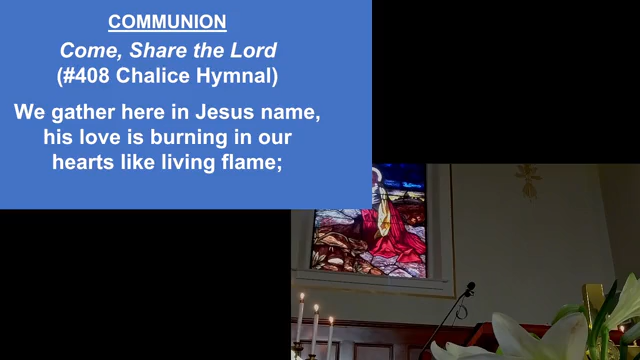 COMMUNION
Come, Share the Lord
(#408 Chalice Hymnal)
We gather here in Jesus name,
his love is burning in our
hearts like living flame;